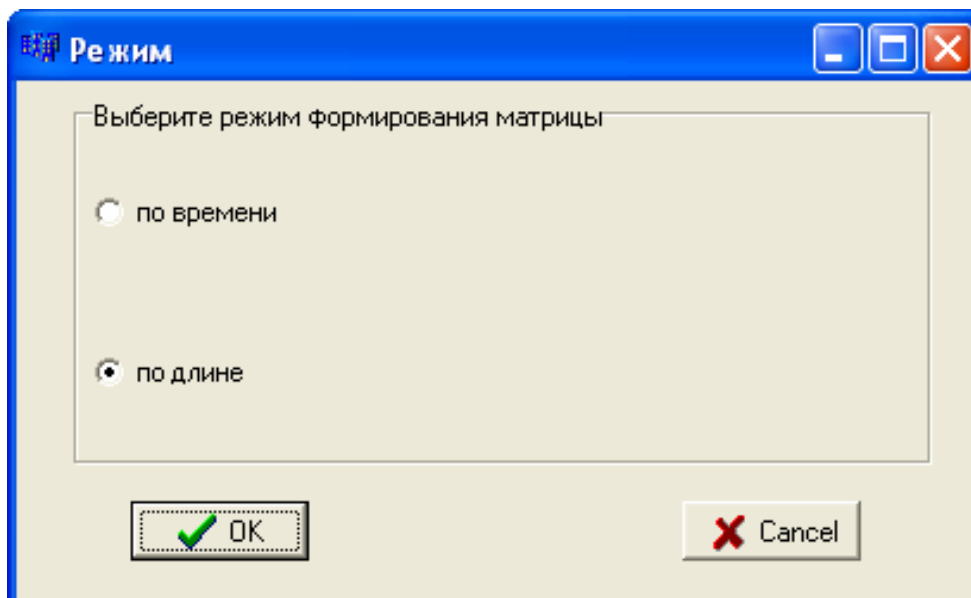 Режим
Выберите режим формирования матрицы
по времени
по длине
OK
Cancel